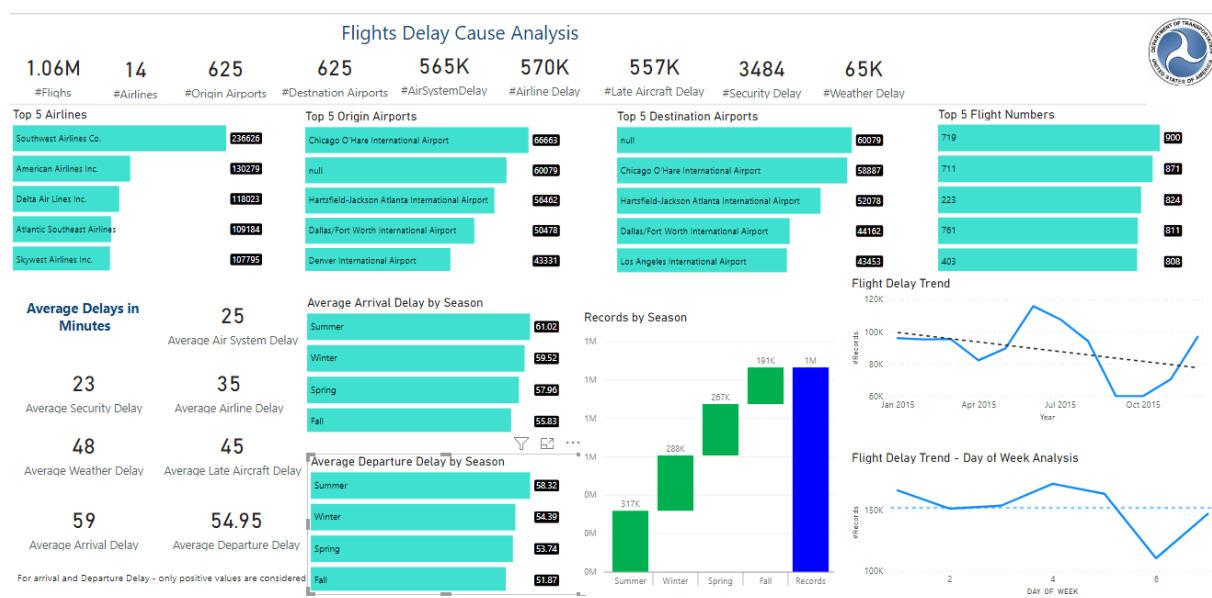 Flights Delay Cause Analysis
1.06M
#Flighs
14
#Airlines
625
#Origin Airports
625
#Destnation Airports
565K
#AirSystemDelay
570K
#Airline Delay
557K
#Late Aircraft Delay
3484
#Security Delay
65K
#Weather Delay
DEPARTMENT OF TRANSPORTATION
UNITED STATES OF AMERICA
Top 5 Airlines
Southwest Airlines Co. 236626
American Airlines Inc. 130279
Delta Air Lines Inc. 118023
Atlantic Southeast Airlines 109184
Skywest Airlines Inc. 107795
Top 5 Origin Airports
Chicago O'Hare International Airport 66663
null 60079
Hartsfield-Jackson Atlanta International Airport 56462
Dallas/Fort Worth International Airport 50478
Denver International Airport 43331
Top 5 Destination Airports
null 60079
Chicago O'Hare International Airport 58887
Hartsfield-Jackson Atlanta International Airport 52078
Dallas/Fort Worth International Airport 44162
Los Angeles International Airport 43453
Top 5 Flight Numbers
719 900
711 871
223 824
761 811
403 808
Average Delays in
Minutes
25
Average Air System Delay
23
Average Security Delay
35
Average Airline Delay
48
Average Weather Delay
45
Average Late Aircraft Delay
59
Average Arrival Delay
54.95
Average Departure Delay
For arrival and Departure Delay - only positive values are considered
Average Arrival Delay by Season
Summer 61.02
Winter 59.52
Spring 57.96
Fall 55.83
Average Departure Delay by Season
Summer 58.32
Winter 54.39
Spring 53.74
Fall 51.87
Records by Season
1M
1M
1M
1M
0M
0M
0M
317K
288K
267K
191K
1M
Summer Winter Spring Fall Records
Flight Delay Trend
#Records
120K
100K
80K
60K
Jan 2015 Apr 2015 Jul 2015 Oct 2015
Year
Flight Delay Trend - Day of Week Analysis
#Records
150K
100K
2 4 6
DAY OF WEEK